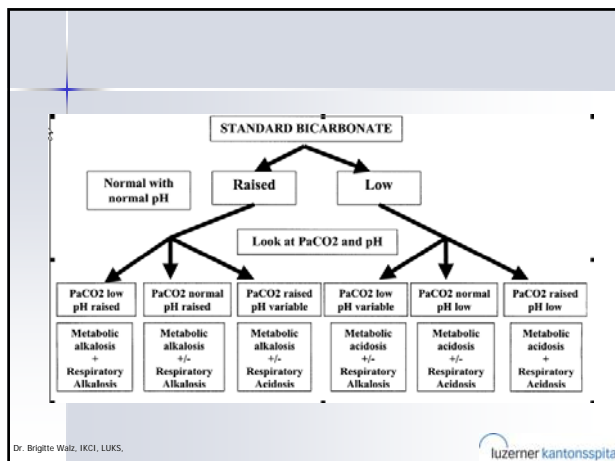 STANDARD BICARBONATE
Normal with
normal pH
Raised
Low
Look at PaCO2 and pH
PaCO2 low
pH raised
PaCO2 normal
pH raised
PaCO2 raised
pH variable
PaCO2 low
pH variable
PaCO2 normal
pH low
PaCO2 raised
pH low
Metabolic
alkalosis
+
Respiratory
Alkalosis
Metabolic
alkalosis
+/-
Respiratory
Alkalosis
Metabolic
alkalosis
+/-
Respiratory
Acidosis
Metabolic
acidosis
+/-
Respiratory
Alkalosis
Metabolic
acidosis
+/-
Respiratory
Acidosis
Metabolic
acidosis
+
Respiratory
Acidosis
Dr. Brigitte Walz, IKCI, LUKS,
luzerner kantonsspita